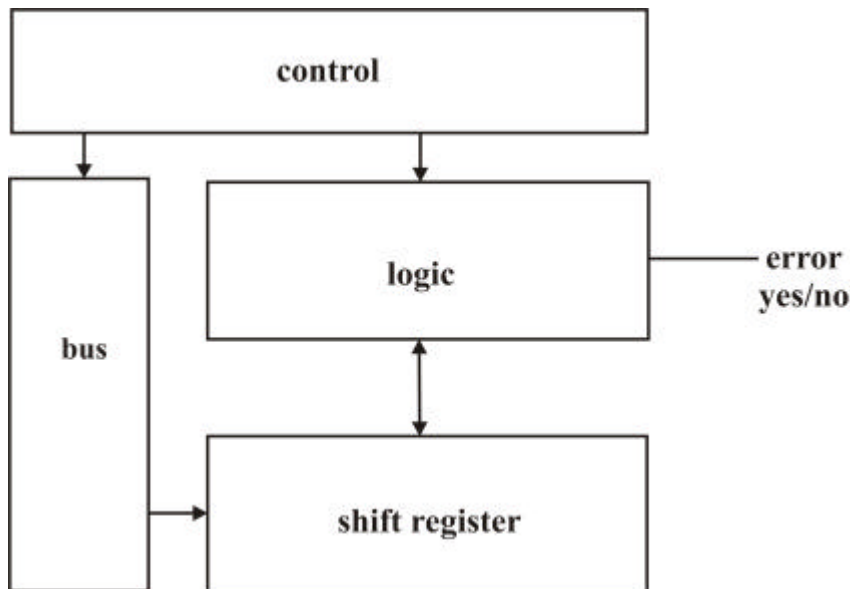 control
logic
error
yes/no
bus
shift register